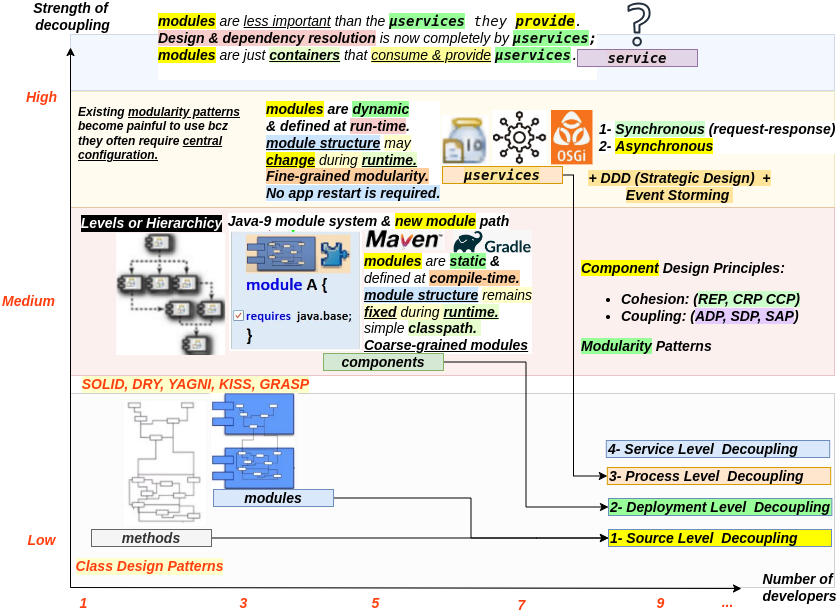 Strength of
decoupling
modules are less important than the µservices they provide.
Design & dependency resolution is now completely by µservices;
modules are just containers that consume & provide µservices.
?
service
High
Existing modularity patterns
become painful to use bcz
they often require central
configuration.
modules are dynamic
& defined at run-time.
module structure may
change during runtime.
Fine-grained modularity.
No app restart is required.
OSGi
µservices
1- Synchronous (request-response)
2- Asynchronous
+ DDD (Strategic Design) +
Event Storming
Levels or Hierarchicy
Java-9 module system & new module path
module A {
requires java.base;
}
Maven™
Gradle
modules are static &
defined at compile-time.
module structure remains
fixed during runtime.
simple classpath.
Coarse-grained modules
components
Medium
Component Design Principles:
• Cohesion: (REP, CRP CCP)
• Coupling: (ADP, SDP, SAP)
Modularity Patterns
SOLID, DRY, YAGNI, KISS, GRASP
modules
methods
4- Service Level Decoupling
3- Process Level Decoupling
2- Deployment Level Decoupling
1- Source Level Decoupling
Low
Class Design Patterns
Number of
developers
1 3 5 7 9 ...